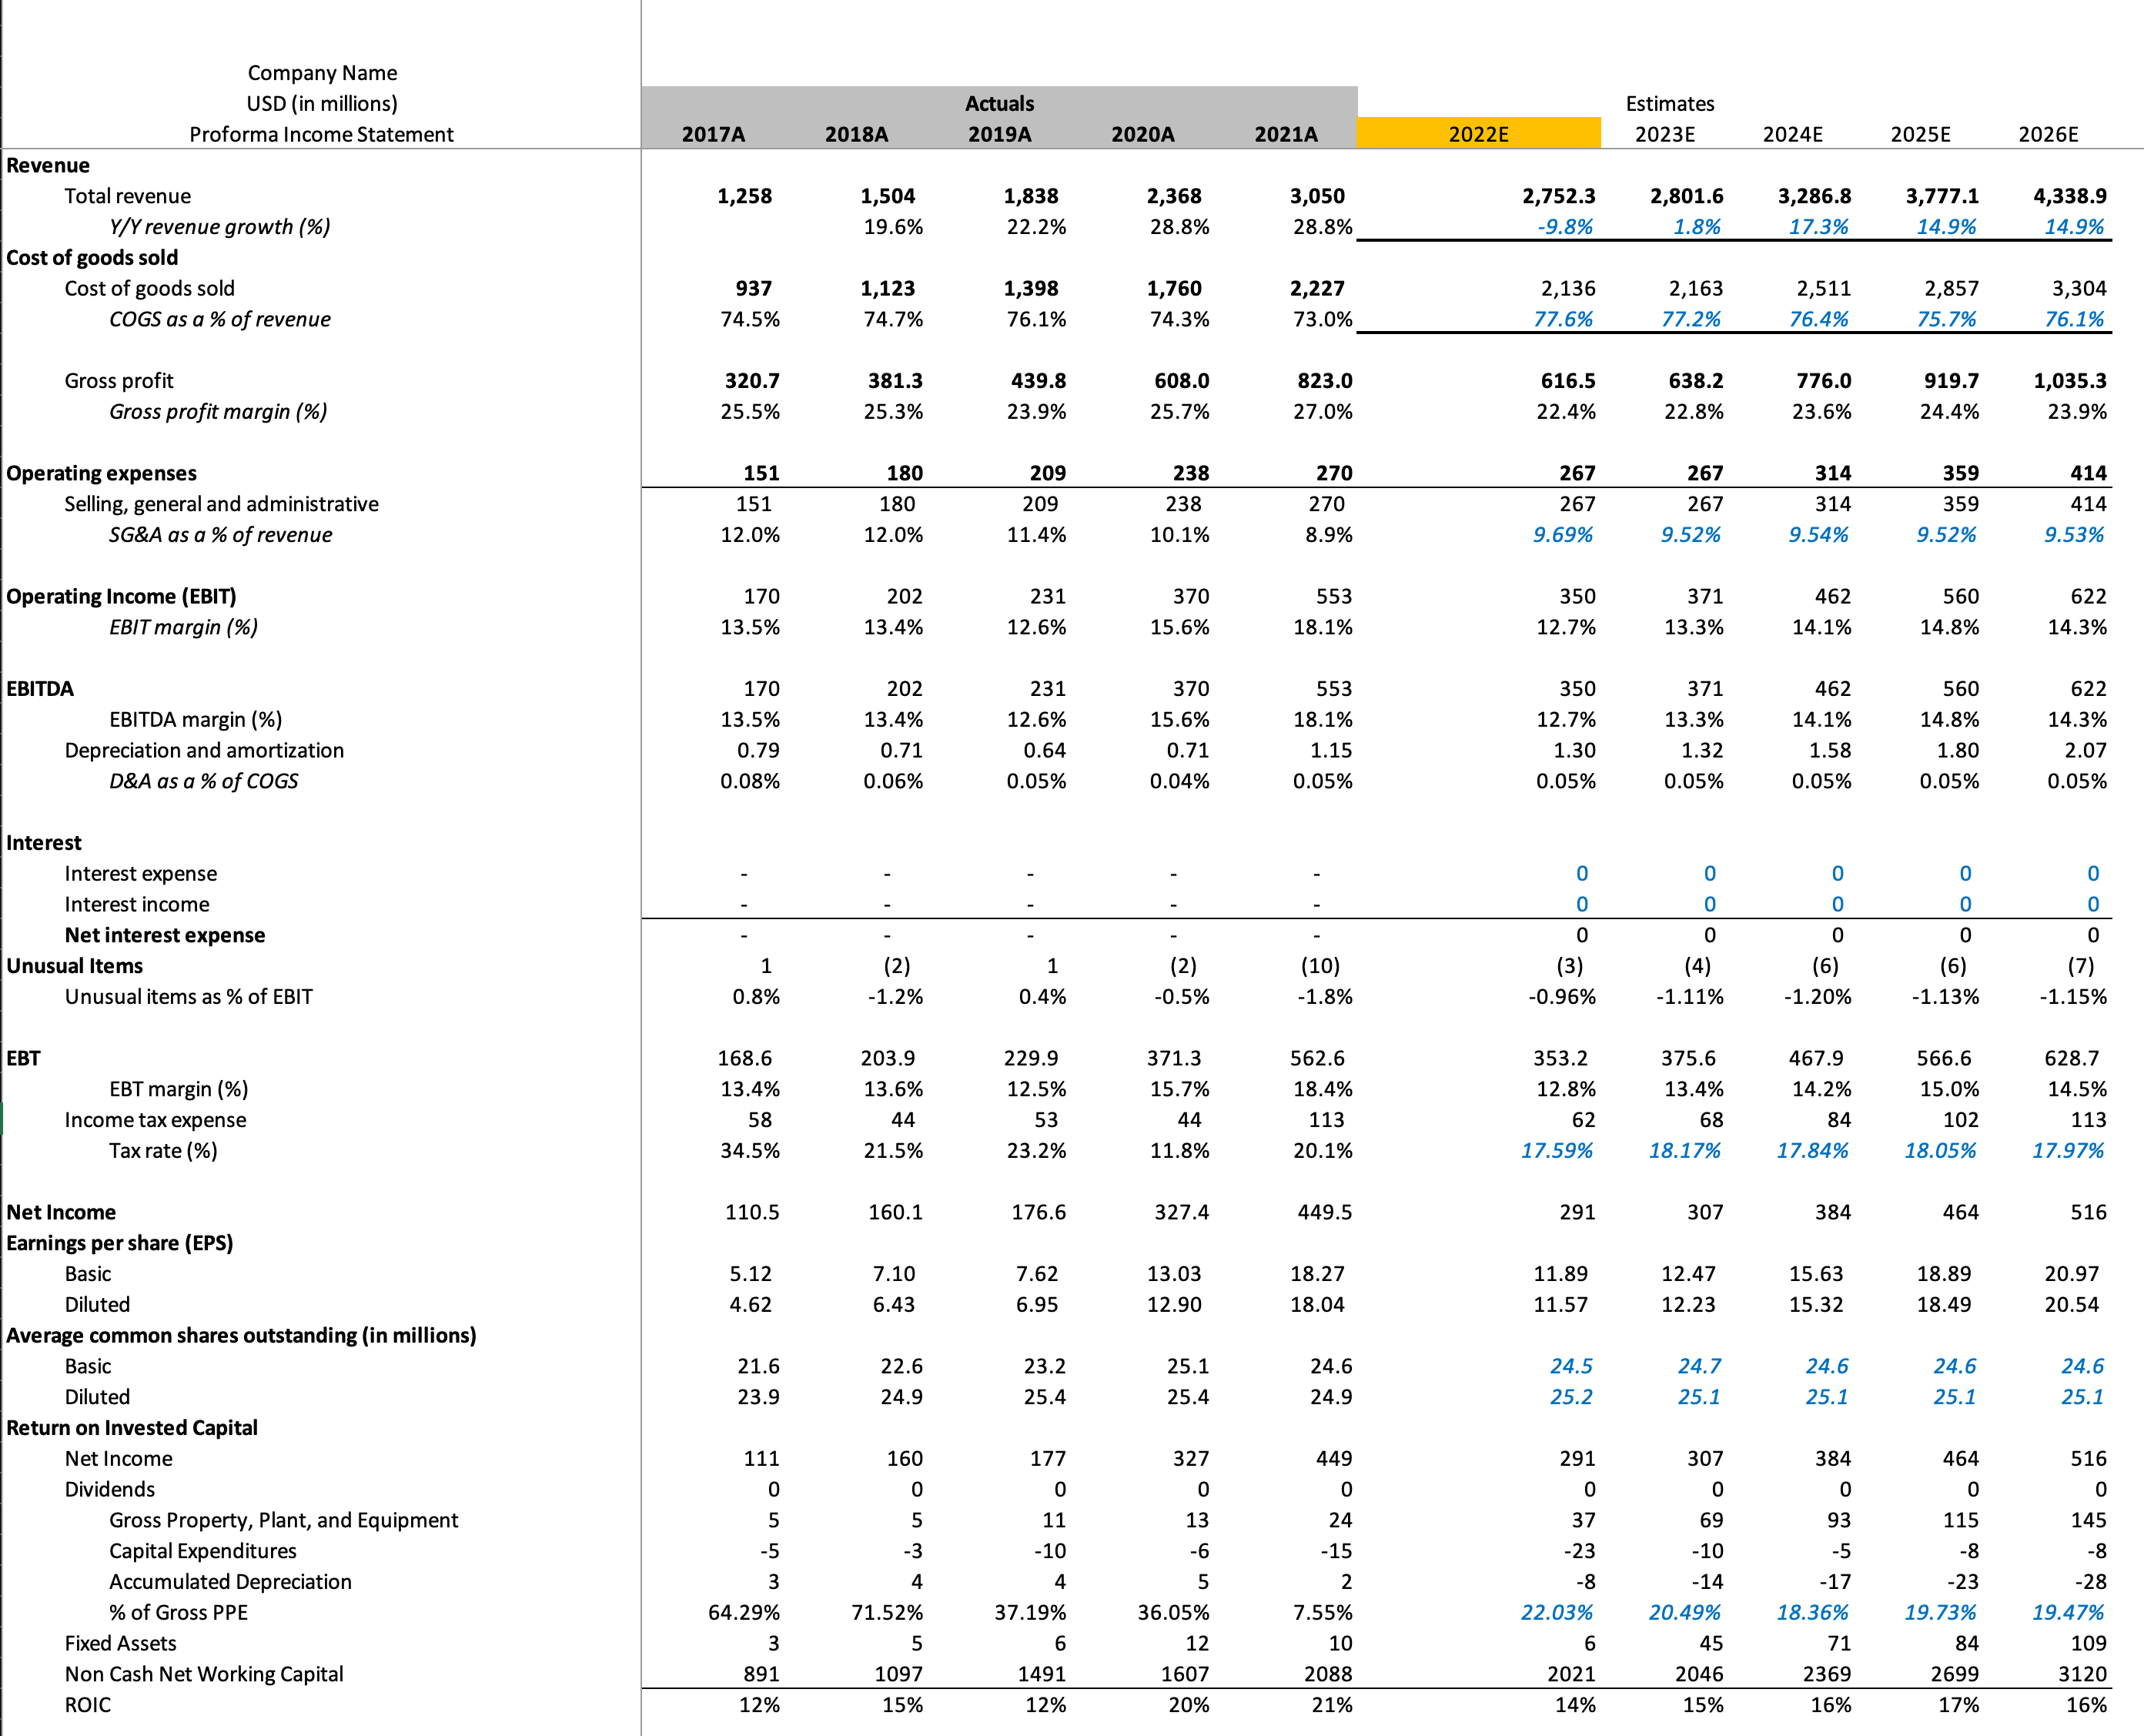 Company Name
USD (in millions) Actuals Estimates
Proforma Income Statement 2017A 2018A 2019A 2020A 2021A 2022E 2023E 2024E 2025E 2026E
Revenue
Total revenue 1,258 1,504 1,838 2,368 3,050 2,752.3 2,801.6 3,286.8 3,777.1 4,338.9
Y/Y revenue growth (%) 19.6% 22.2% 28.8% 28.8% -9.8% 1.8% 17.3% 14.9% 14.9%
Cost of goods sold
Cost of goods sold 937 1,123 1,398 1,760 2,227 2,136 2,163 2,511 2,857 3,304
COGS as a % of revenue 74.5% 74.7% 76.1% 74.3% 73.0% 77.6% 77.2% 76.4% 75.7% 76.1%
Gross profit 320.7 381.3 439.8 608.0 823.0 616.5 638.2 776.0 919.7 1,035.3
Gross profit margin (%) 25.5% 25.3% 23.9% 25.7% 27.0% 22.4% 22.8% 23.6% 24.4% 23.9%
Operating expenses 151 180 209 238 270 267 267 314 359 414
Selling, general and administrative 151 180 209 238 270 267 267 314 359 414
SG&A as a % of revenue 12.0% 12.0% 11.4% 10.1% 8.9% 9.69% 9.52% 9.54% 9.52% 9.53%
Operating Income (EBIT) 170 202 231 370 553 350 371 462 560 622
EBIT margin (%) 13.5% 13.4% 12.6% 15.6% 18.1% 12.7% 13.3% 14.1% 14.8% 14.3%
EBITDA 170 202 231 370 553 350 371 462 560 622
EBITDA margin (%) 13.5% 13.4% 12.6% 15.6% 18.1% 12.7% 13.3% 14.1% 14.8% 14.3%
Depreciation and amortization 0.79 0.71 0.64 0.71 1.15 1.30 1.32 1.58 1.80 2.07
D&A as a % of COGS 0.08% 0.06% 0.05% 0.04% 0.05% 0.05% 0.05% 0.05% 0.05% 0.05%
Interest
Interest expense - - - - - 0 0 0 0 0
Interest income - - - - - 0 0 0 0 0
Net interest expense - - - - - 0 0 0 0 0
Unusual Items 1 (2) 1 (2) (10) (3) (4) (6) (6) (7)
Unusual items as % of EBIT 0.8% -1.2% 0.4% -0.5% -1.8% -0.96% -1.11% -1.20% -1.13% -1.15%
EBT 168.6 203.9 229.9 371.3 562.6 353.2 375.6 467.9 566.6 628.7
EBT margin (%) 13.4% 13.6% 12.5% 15.7% 18.4% 12.8% 13.4% 14.2% 15.0% 14.5%
Income tax expense 58 44 53 44 113 62 68 84 102 113
Tax rate (%) 34.5% 21.5% 23.2% 11.8% 20.1% 17.59% 18.17% 17.84% 18.05% 17.97%
Net Income 110.5 160.1 176.6 327.4 449.5 291 307 384 464 516
Earnings per share (EPS)
Basic 5.12 7.10 7.62 13.03 18.27 11.89 12.47 15.63 18.89 20.97
Diluted 4.62 6.43 6.95 12.90 18.04 11.57 12.23 15.32 18.49 20.54
Average common shares outstanding (in millions)
Basic 21.6 22.6 23.2 25.1 24.6 24.5 24.7 24.6 24.6 24.6
Diluted 23.9 24.9 25.4 25.4 24.9 25.2 25.1 25.1 25.1 25.1
Return on Invested Capital
Net Income 111 160 177 327 449 291 307 384 464 516
Dividends 0 0 0 0 0 0 0 0 0 0
Gross Property, Plant, and Equipment 5 5 11 13 24 37 69 93 115 145
Capital Expenditures -5 -3 -10 -6 -15 -23 -10 -5 -8 -8
Accumulated Depreciation 3 4 4 5 2 -8 -14 -17 -23 -28
% of Gross PPE 64.29% 71.52% 37.19% 36.05% 7.55% 22.03% 20.49% 18.36% 19.73% 19.47%
Fixed Assets 3 5 6 12 10 6 45 71 84 109
Non Cash Net Working Capital 891 1097 1491 1607 2088 2021 2046 2369 2699 3120
ROIC 12% 15% 12% 20% 21% 14% 15% 16% 17% 16%